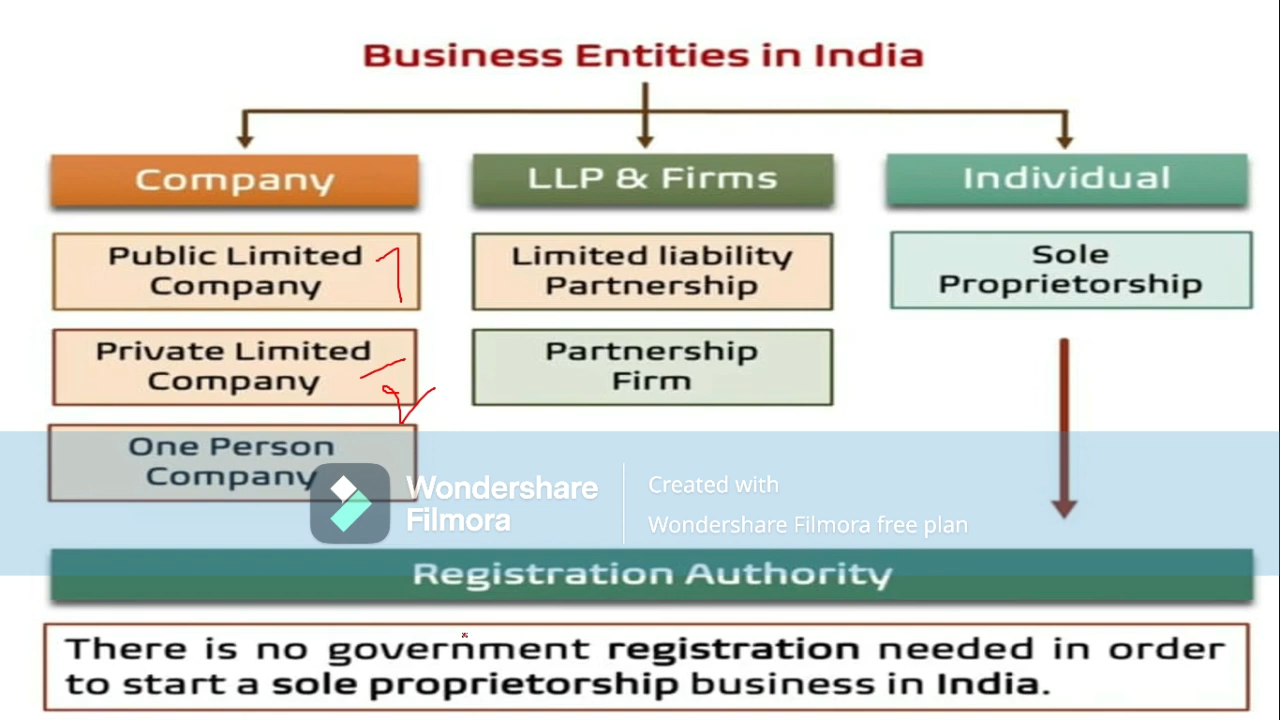 Business Entities in India
Company
LLP & Firms
Individual
Public Limited
Company
1
Limited liability
Partnership
Sole
Proprietorship
Private Limited
Company
Partnership
Firm
One Person
Company
Wondershare
Filmora
Created with
Wondershare Filmora free plan
Registration Authority
There is no government registration needed in order
to start a sole proprietorship business in India.